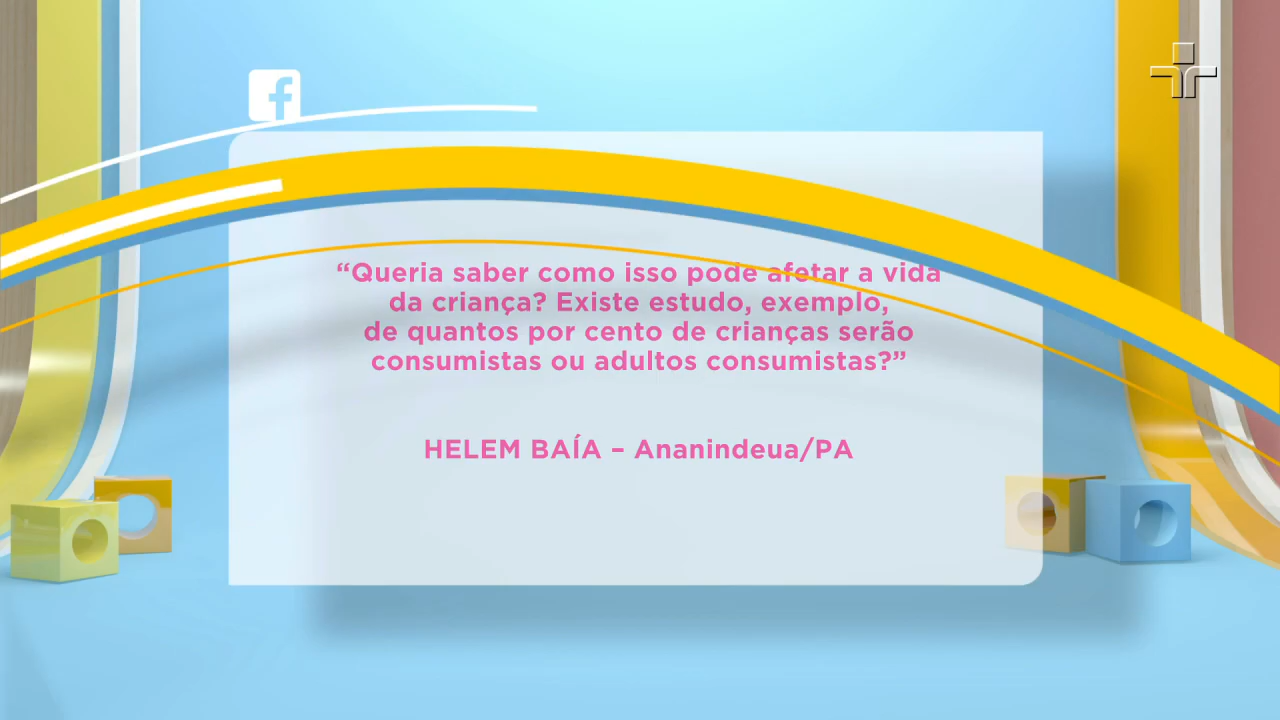 “Queria saber como isso pode afetar a vida
da criança? Existe estudo, exemplo,
de quantos por cento de crianças serão
consumistas ou adultos consumistas?”
HELEM BAÍA – Ananindeua/PA